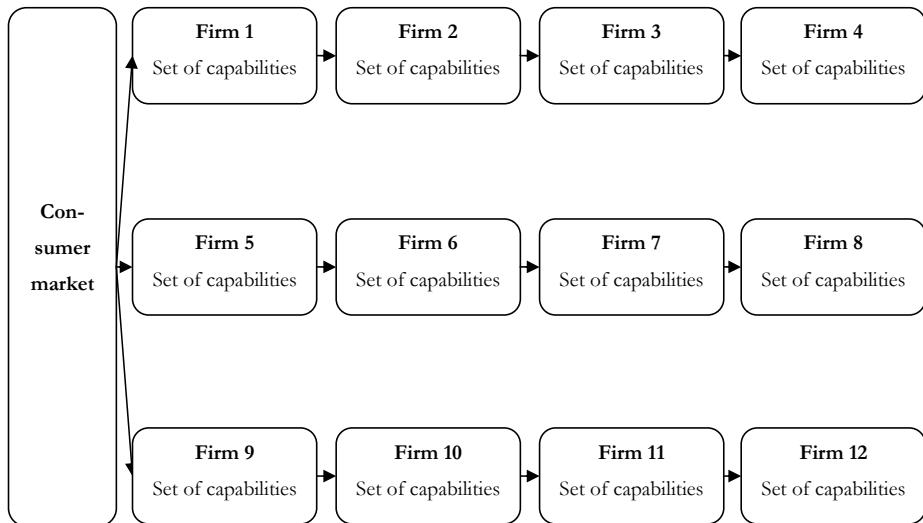 Firm 1
Set of capabilities
Firm 2
Set of capabilities
Firm 3
Set of capabilities
Firm 4
Set of capabilities
Con-
sumer
market
Firm 5
Set of capabilities
Firm 6
Set of capabilities
Firm 7
Set of capabilities
Firm 8
Set of capabilities
Firm 9
Set of capabilities
Firm 10
Set of capabilities
Firm 11
Set of capabilities
Firm 12
Set of capabilities